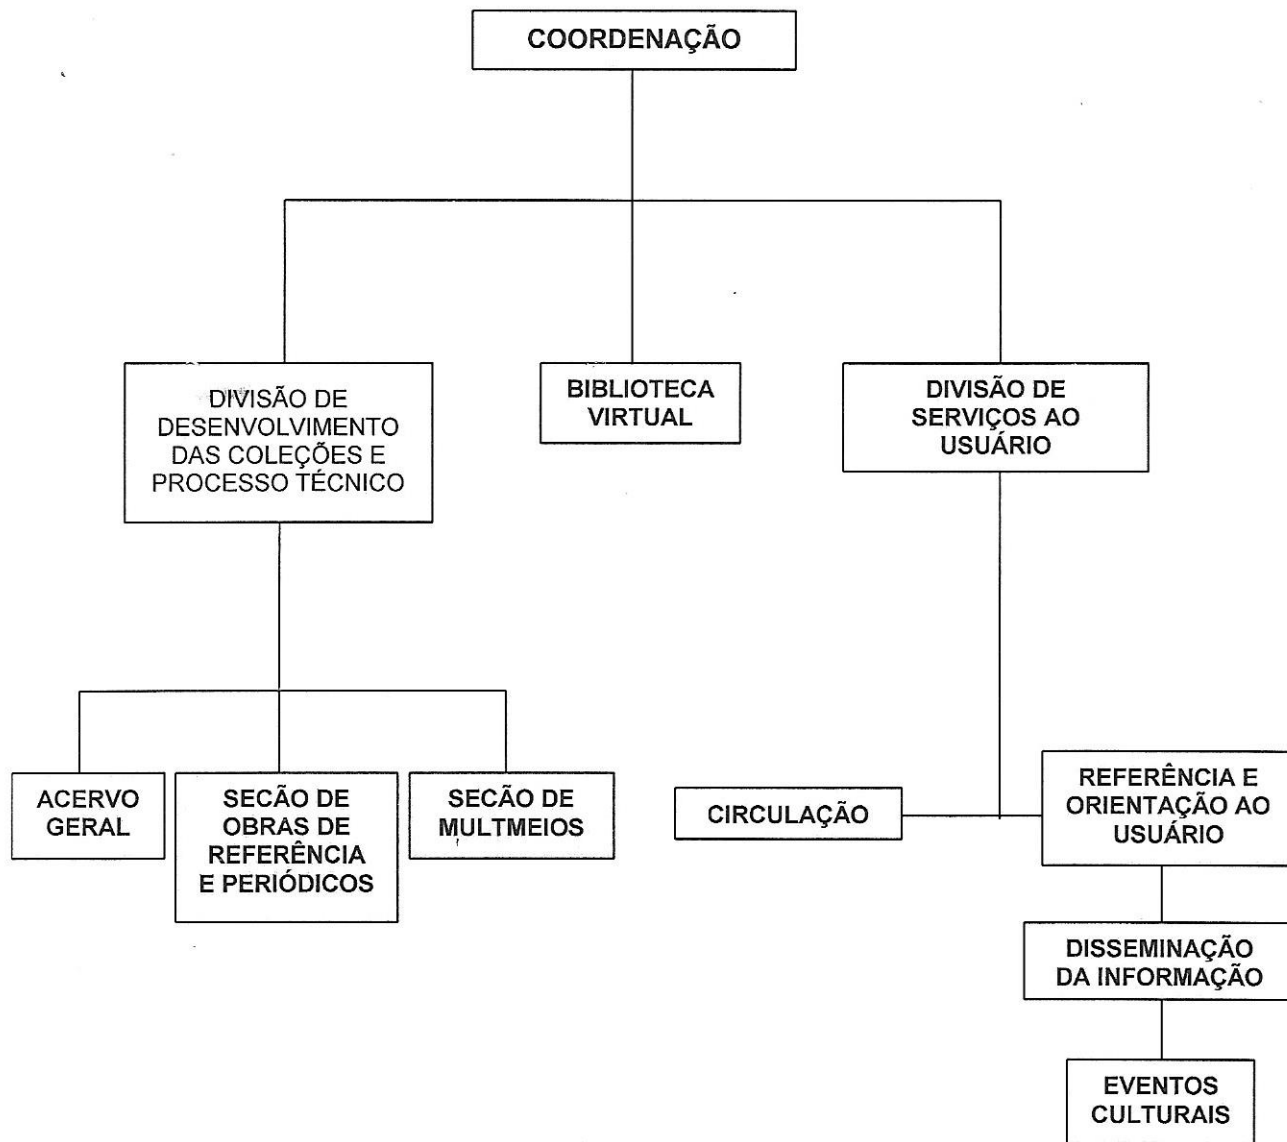 COORDENAÇÃO
DIVISÃO DE
DESENVOLVIMENTO
DAS COLEÇÕES E
PROCESSO TÉCNICO
BIBLIOTECA
VIRTUAL
DIVISÃO DE
SERVIÇOS AO
USUÁRIO
ACERVO
GERAL
SECÃO DE
OBRAS DE
REFERÊNCIA
E PERIÓDICOS
SECÃO DE
MULTMEIOS
CIRCULAÇÃO
REFERÊNCIA E
ORIENTAÇÃO AO
USUÁRIO
DISSEMINAÇÃO
DA INFORMAÇÃO
EVENTOS
CULTURAIS